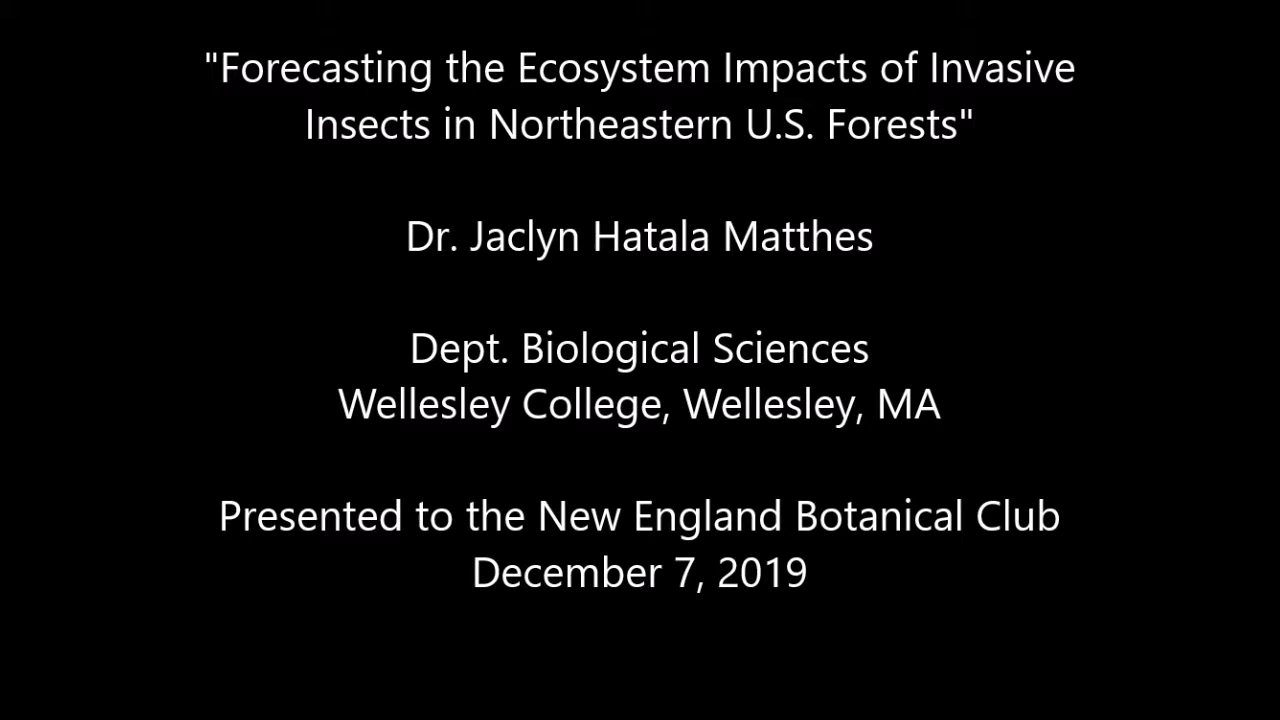 "Forecasting the Ecosystem Impacts of Invasive
Insects in Northeastern U.S. Forests"
Dr. Jaclyn Hatala Matthes
Dept. Biological Sciences
Wellesley College, Wellesley, MA
Presented to the New England Botanical Club
December 7, 2019